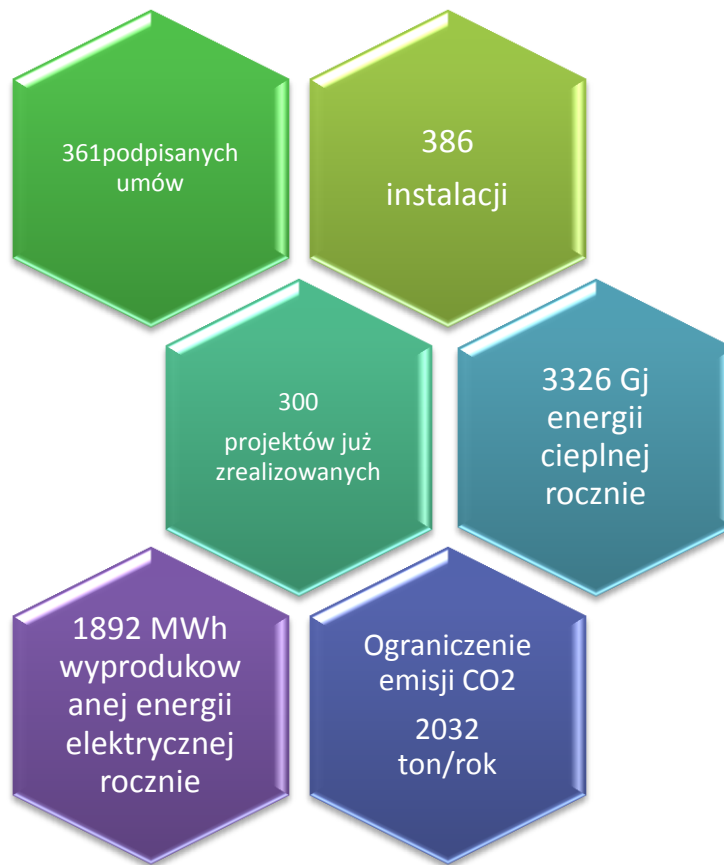 361podpisanych
umów
386
instalacji
300
projektów już
zrealizowanych
3326 Gj
energii
cieplnej
rocznie
1892 MWh
wyprodukow
anej energii
elektrycznej
rocznie
Ograniczenie
emisji CO2
2032
ton/rok